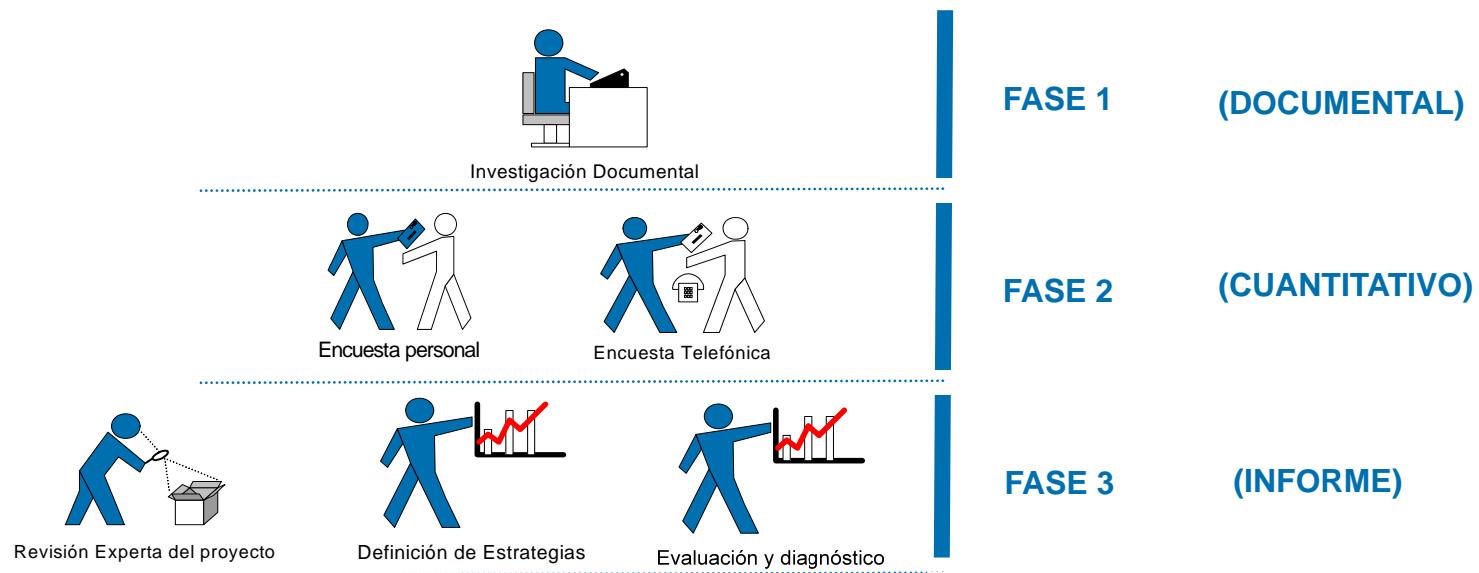 FASE 1 (DOCUMENTAL)
Investigación Documental
FASE 2 (CUANTITATIVO)
Encuesta personal Encuesta Telefónica
FASE 3 (INFORME)
Revisión Experta del proyecto Definición de Estrategias Evaluación y diagnóstico